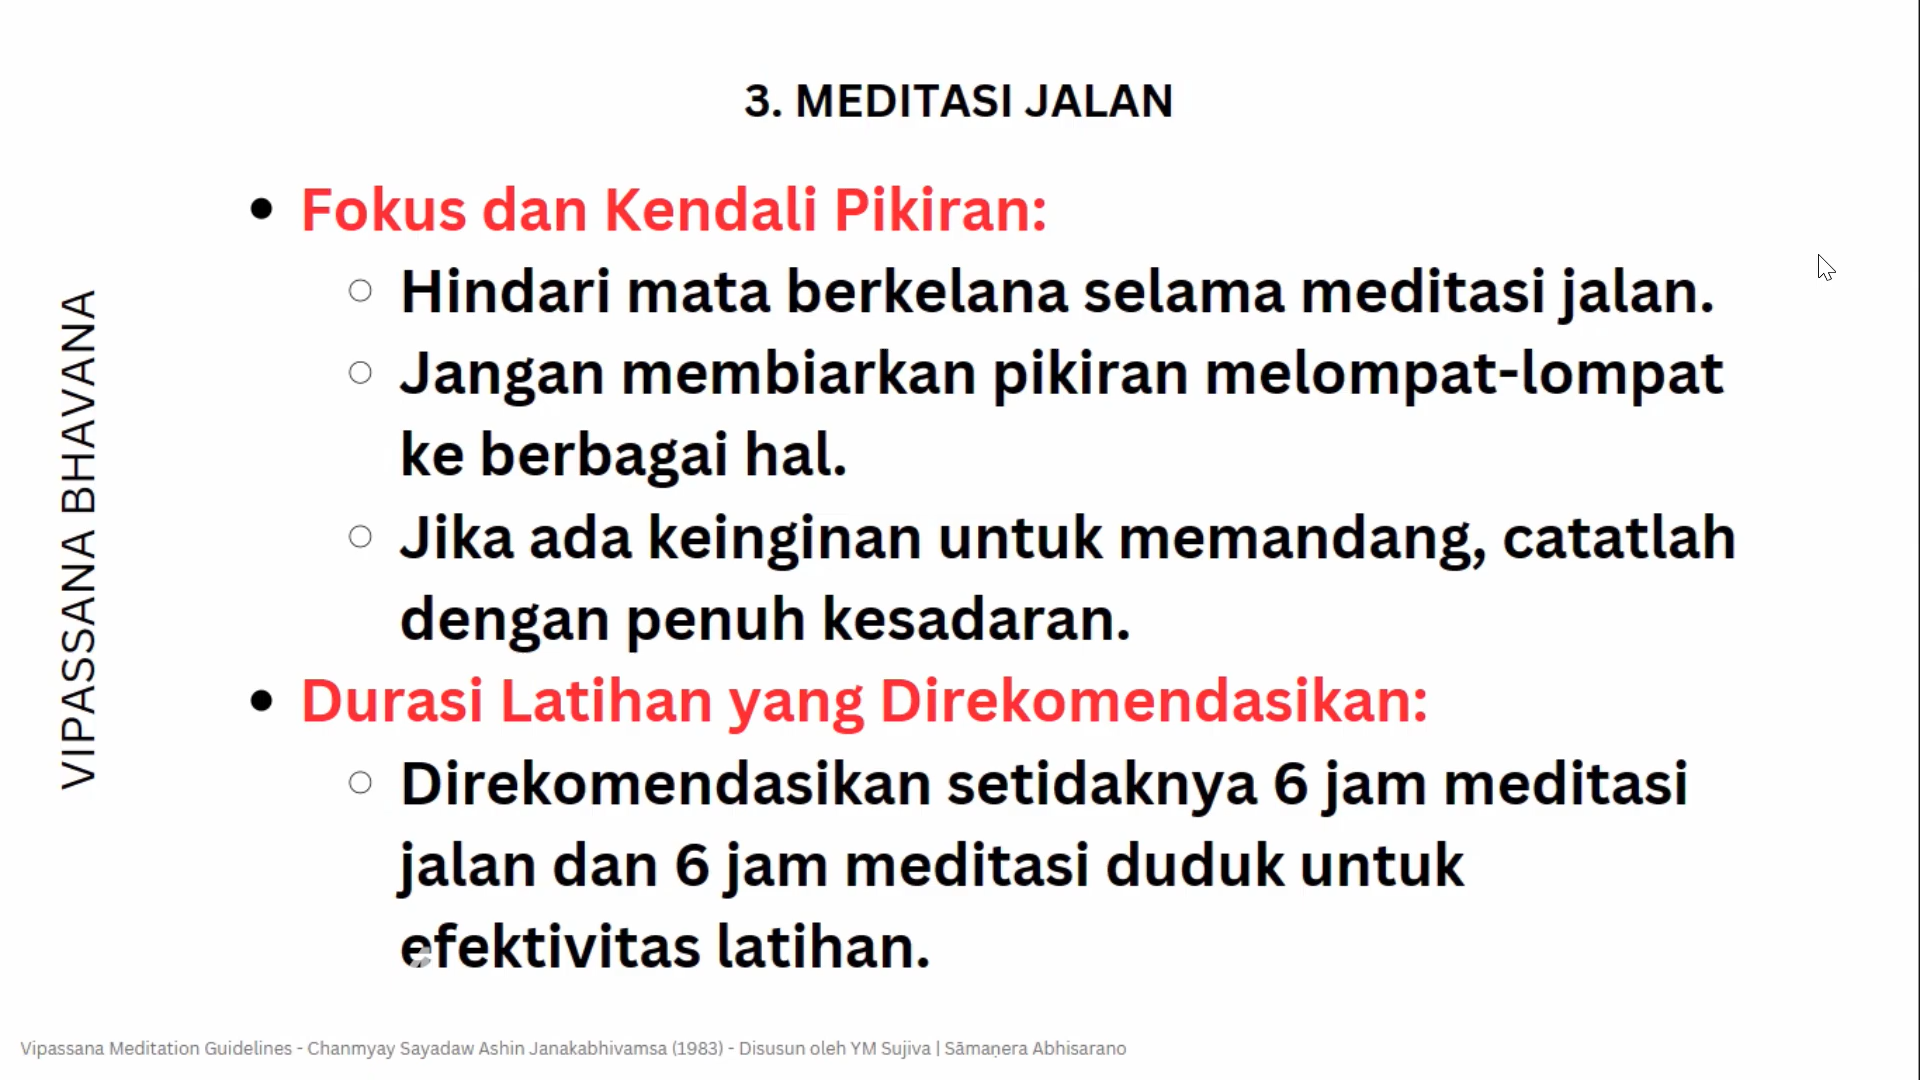 3. MEDITASI JALAN
VIPASSANA BHAVANA
• Fokus dan Kendali Pikiran:
○ Hindari mata berkelana selama meditasi jalan.
○ Jangan membiarkan pikiran melompat-lompat
ke berbagai hal.
○ Jika ada keinginan untuk memandang, catatlah
dengan penuh kesadaran.
• Durasi Latihan yang Direkomendasikan:
○ Direkomendasikan setidaknya 6 jam meditasi
jalan dan 6 jam meditasi duduk untuk
efektivitas latihan.
Vipassana Meditation Guidelines - Chanmyay Sayadaw Ashin Janakabhivamsa (1983) - Disusun oleh YM Sujiva | Sāmaṇera Abhisarano